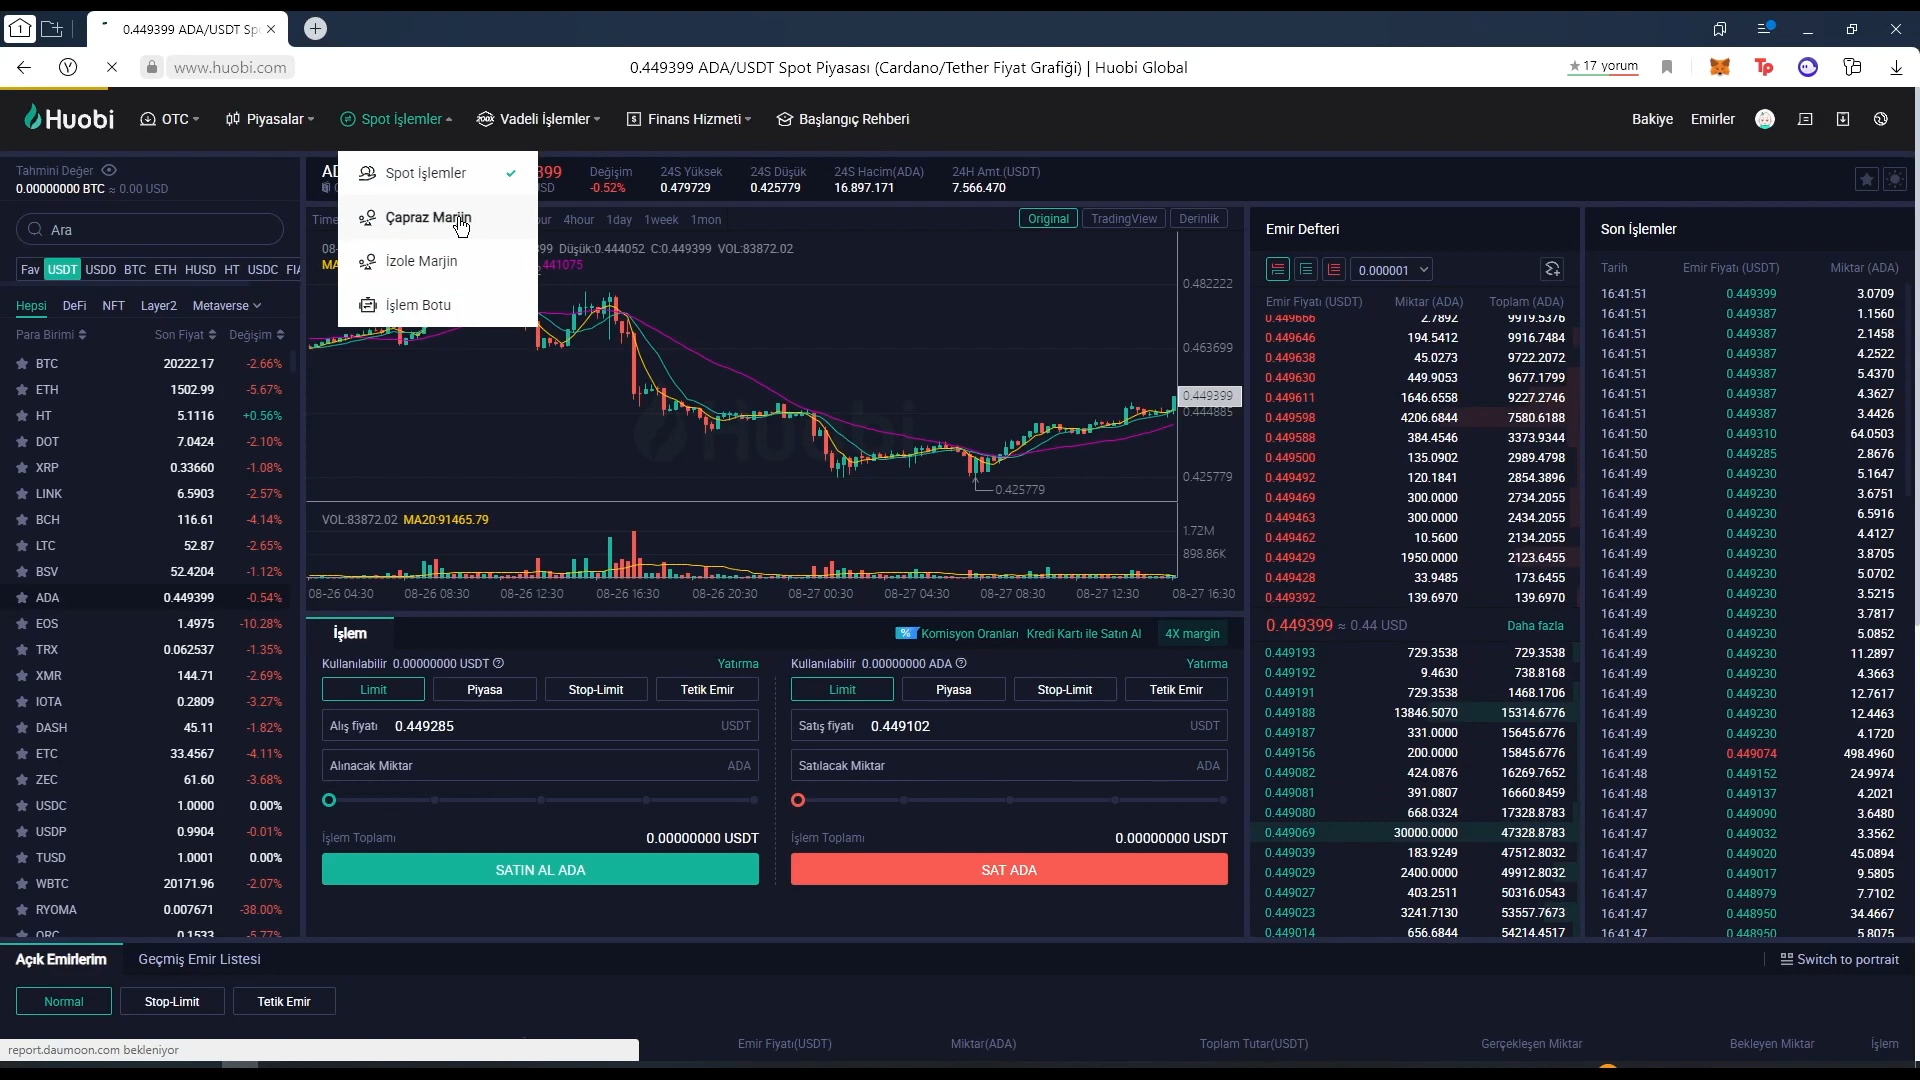 1
0.449399 ADA/USDT Sp
www.huobi.com
0.449399 ADA/USDT Spot Piyasası (Cardano/Tether Fiyat Grafiği) | Huobi Global
17 yorum
Huobi OTC Piyasalar Spot İşlemler Vadeli İşlemler Finans Hizmeti Başlangıç Rehberi Bakiye Emirler
Tahmini Değer
0.00000000 BTC ≈ 0.00 USD
Ara
Fav USDT USDD BTC ETH HUSD HT USDC
Hepsi DeFi NFT Layer2 Metaverse
Para Birimi Son Fiyat Değişim
BTC 20222.17 -2.66%
ETH 1502.99 -5.67%
HT 5.1116 +0.56%
DOT 7.0424 -2.10%
XRP 0.33660 -1.08%
LINK 6.5903 -2.57%
BCH 116.61 -4.14%
LTC 52.87 -2.65%
BSV 52.4204 -1.12%
ADA 0.449399 -0.54%
EOS 1.4975 -10.28%
TRX 0.062537 -1.35%
XMR 144.71 -2.69%
IOTA 0.2809 -3.27%
DASH 45.11 -1.82%
ETC 33.4567 -4.11%
ZEC 61.60 -3.68%
USDC 1.0000 0.00%
USDP 0.9904 -0.01%
TUSD 1.0001 0.00%
WBTC 20171.96 -2.07%
RYOMA 0.007671 -38.00%
Spot İşlemler
Çapraz Marjin
İzole Marjin
İşlem Botu
Değişim 24S Yüksek 24S Düşük 24S Hacim(ADA) 24H Amt.(USDT)
-0.52% 0.479729 0.425779 16.897.171 7.566.470
Time 4hour 1day 1week 1mon
Original TradingView Derinlik
Düşük:0.444052 C:0.449399 VOL:83872.02
441075
0.482222
0.463699
0.449399
0.444885
0.425779
0.425779
Huobi
VOL:83872.02 MA20:91465.79
1.72M
898.86K
08-26 04:30 08-26 08:30 08-26 12:30 08-26 16:30 08-26 20:30 08-27 00:30 08-27 04:30 08-27 08:30 08-27 12:30 08-27 16:30
İşlem
Komisyon Oranları Kredi Kartı ile Satın Al 4X margin
Kullanılabilir 0.00000000 USDT Yatırma
Limit Piyasa Stop-Limit Tetik Emir
Alış fiyatı 0.449285 USDT
Alınacak Miktar ADA
İşlem Toplamı 0.00000000 USDT
SATIN AL ADA
Kullanılabilir 0.00000000 ADA Yatırma
Limit Piyasa Stop-Limit Tetik Emir
Satış fiyatı 0.449102 USDT
Satılacak Miktar ADA
İşlem Toplamı 0.00000000 USDT
SAT ADA
Emir Defteri
0.000001
Emir Fiyatı (USDT) Miktar (ADA) Toplam (ADA)
0.449666 2.7892 9919.5376
0.449646 194.5412 9916.7484
0.449638 45.0273 9722.2072
0.449630 449.9053 9677.1799
0.449611 1646.6558 9227.2746
0.449598 4206.6844 7580.6188
0.449588 384.4546 3373.9344
0.449500 135.0902 2989.4798
0.449492 120.1841 2854.3896
0.449469 300.0000 2734.2055
0.449463 300.0000 2434.2055
0.449462 10.5600 2134.2055
0.449429 1950.0000 2123.6455
0.449428 33.9485 173.6455
0.449392 139.6970 139.6970
0.449399 ≈ 0.44 USD Daha fazla
0.449193 729.3538 729.3538
0.449192 9.4630 738.8168
0.449191 729.3538 1468.1706
0.449188 13846.5070 15314.6776
0.449187 331.0000 15645.6776
0.449156 200.0000 15845.6776
0.449082 424.0876 16269.7652
0.449081 391.0807 16660.8459
0.449080 668.0324 17328.8783
0.449069 30000.0000 47328.8783
0.449039 183.9249 47512.8032
0.449029 2400.0000 49912.8032
0.449027 403.2511 50316.0543
0.449023 3241.7130 53557.7673
0.449014 656.6844 54214.4517
Son İşlemler
Tarih Emir Fiyatı (USDT) Miktar (ADA)
16:41:51 0.449399 3.0709
16:41:51 0.449387 1.1560
16:41:51 0.449387 2.1458
16:41:51 0.449387 4.2522
16:41:51 0.449387 5.4370
16:41:51 0.449387 4.3627
16:41:51 0.449387 3.4426
16:41:50 0.449310 64.0503
16:41:50 0.449285 2.8676
16:41:49 0.449230 5.1647
16:41:49 0.449230 3.6751
16:41:49 0.449230 6.5916
16:41:49 0.449230 4.4127
16:41:49 0.449230 3.8705
16:41:49 0.449230 5.0702
16:41:49 0.449230 3.5215
16:41:49 0.449230 3.7817
16:41:49 0.449230 5.0852
16:41:49 0.449230 11.2897
16:41:49 0.449230 4.3663
16:41:49 0.449230 12.7617
16:41:49 0.449230 12.4463
16:41:49 0.449230 4.1720
16:41:49 0.449074 498.4960
16:41:48 0.449152 24.9974
16:41:48 0.449137 4.2021
16:41:47 0.449090 3.6480
16:41:47 0.449032 3.3562
16:41:47 0.449020 45.0894
16:41:47 0.449017 9.5805
16:41:47 0.448979 7.7102
16:41:47 0.448950 34.4667
16:41:47 0.448950 5.8075
Açık Emirlerim Geçmiş Emir Listesi Switch to portrait
Normal Stop-Limit Tetik Emir
Emir Fiyatı(USDT) Miktar(ADA) Toplam Tutar(USDT) Gerçekleşen Miktar Bekleyen Miktar İşlem
report.daumoon.com bekleniyor